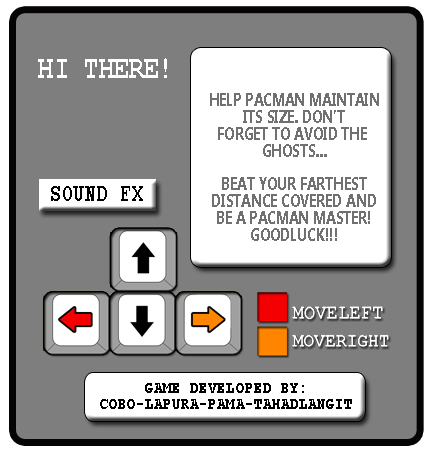 HI THERE!
HELP PACMAN MAINTAIN
ITS SIZE. DON'T
FORGET TO AVOID THE
GHOSTS...
BEAT YOUR FARTHEST
DISTANCE COVERED AND
BE A PACMAN MASTER!
GOODLUCK!!!
SOUND FX
MOVELEFT
MOVERIGHT
GAME DEVELOPED BY:
COBO-LAPURA-PAMA-TAHADLANGIT